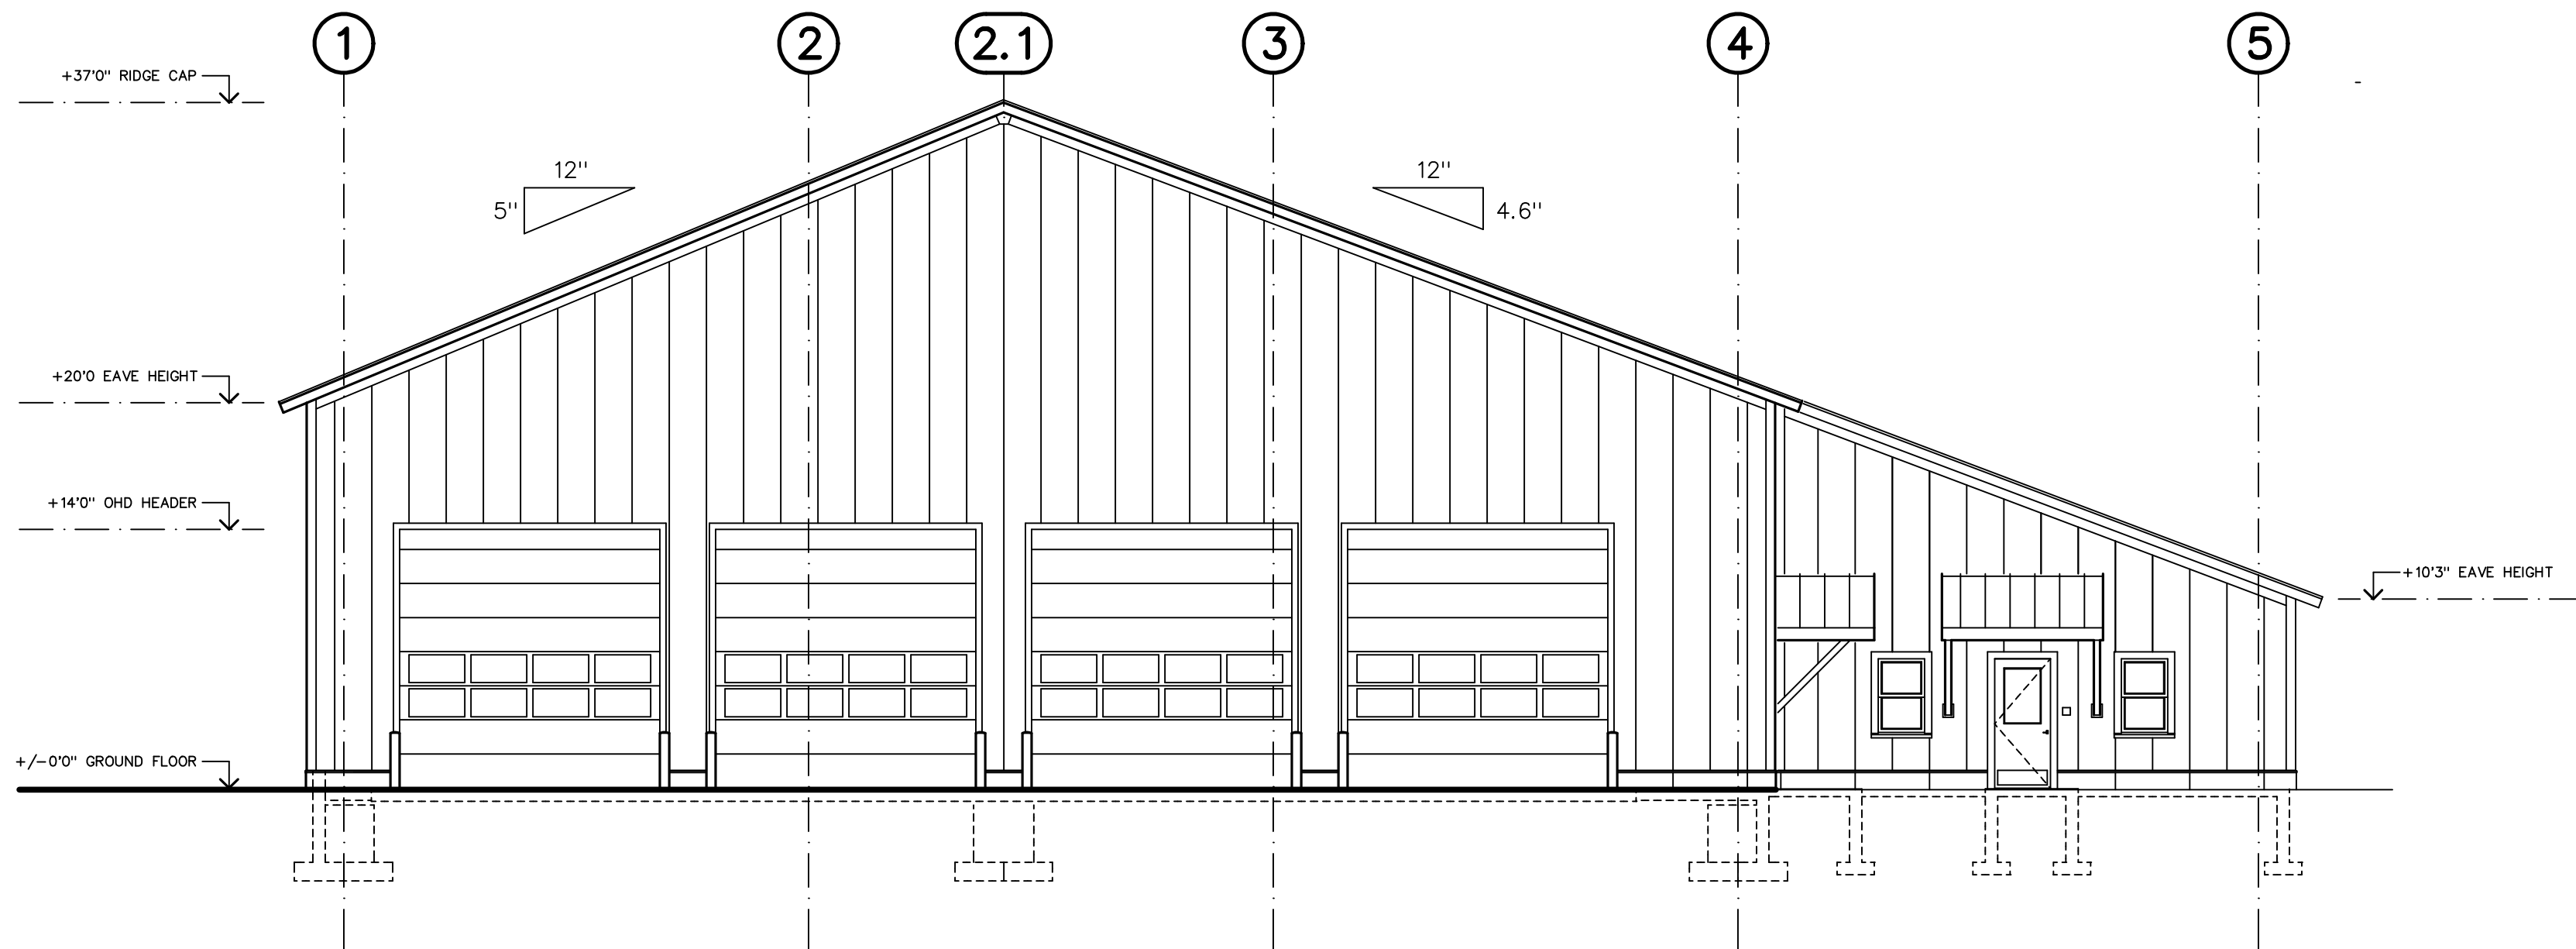 1 2 2.1 3 4 5
+37'0" RIDGE CAP
12" 12"
5" 4.6"
+20'0 EAVE HEIGHT
+14'0" OHD HEADER
+10'3" EAVE HEIGHT
+/-0'0" GROUND FLOOR